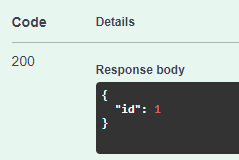 Code Details
200
Response body
{
  "id": 1
}